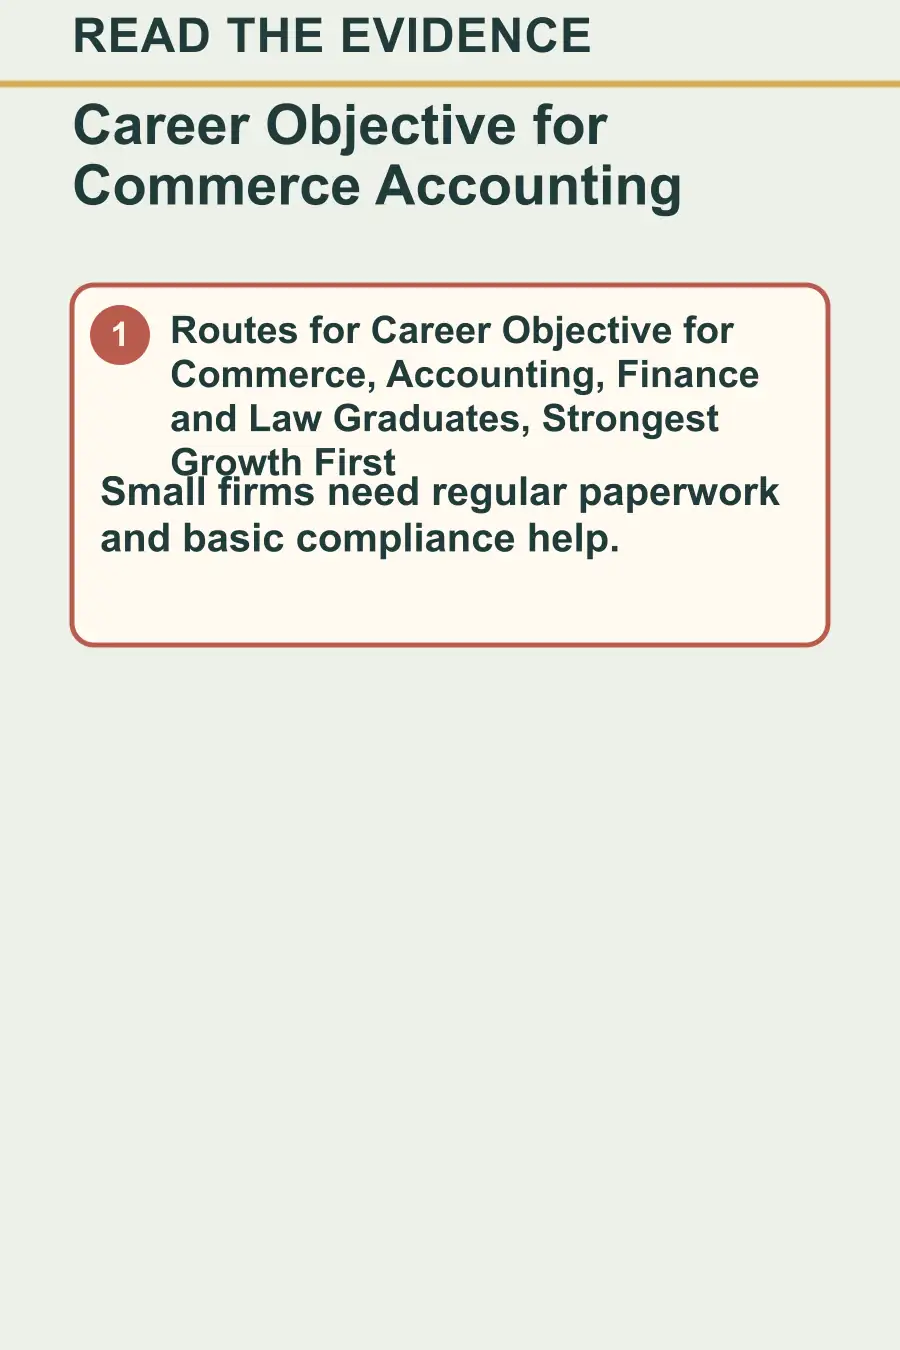 READ THE EVIDENCE
Career Objective for
Commerce Accounting
1
Routes for Career Objective for
Commerce, Accounting, Finance
and Law Graduates, Strongest
Growth First
Small firms need regular paperwork
and basic compliance help.